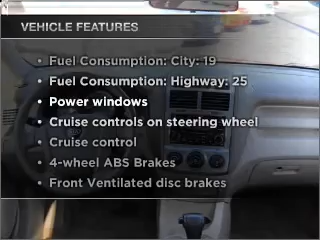 VEHICLE FEATURES
• Fuel Consumption: City: 19
• Fuel Consumption: Highway: 25
• Power windows
• Cruise controls on steering wheel
• Cruise control
• 4-wheel ABS Brakes
• Front Ventilated disc brakes